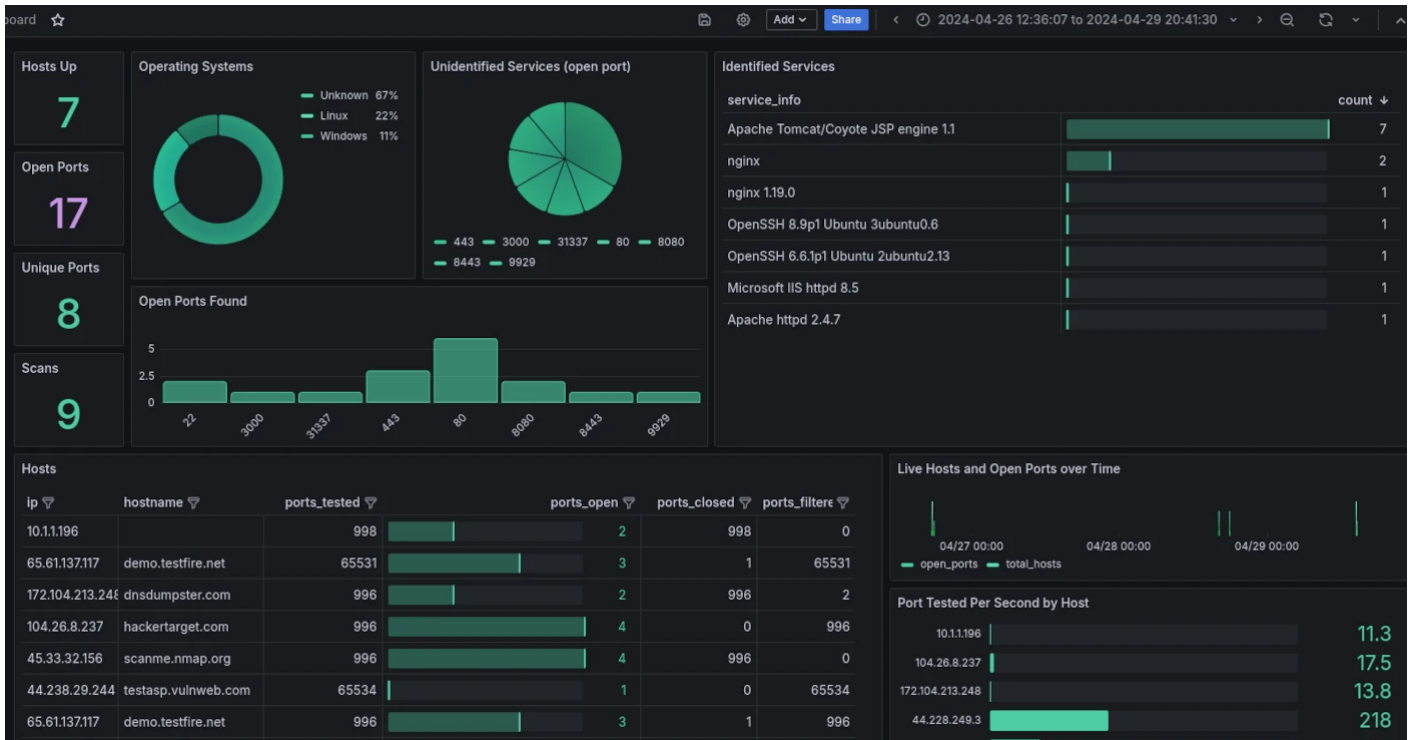 board
Add
Share
2024-04-26 12:36:07 to 2024-04-29 20:41:30
Hosts Up
7
Open Ports
17
Unique Ports
8
Scans
9
Operating Systems
Unknown 67%
Linux 22%
Windows 11%
Unidentified Services (open port)
443 3000 31337 80 8080
8443 9929
Open Ports Found
5
2.5
0
22 3000 31337 443 80 8080 8443 9929
Identified Services
service_info count
Apache Tomcat/Coyote JSP engine 1.1 7
nginx 2
nginx 1.19.0 1
OpenSSH 8.9p1 Ubuntu 3ubuntu0.6 1
OpenSSH 6.6.1p1 Ubuntu 2ubuntu2.13 1
Microsoft IIS httpd 8.5 1
Apache httpd 2.4.7 1
Hosts
ip hostname ports_tested ports_open ports_closed ports_filtere
10.1.1.196 998 2 998 0
65.61.137.117 demo.testfire.net 65531 3 1 65531
172.104.213.248 dnsdumpster.com 996 2 996 2
104.26.8.237 hackertarget.com 996 4 0 996
45.33.32.156 scanme.nmap.org 996 4 996 0
44.238.29.244 testasp.vulnweb.com 65534 1 0 65534
65.61.137.117 demo.testfire.net 996 3 1 996
Live Hosts and Open Ports over Time
04/27 00:00 04/28 00:00 04/29 00:00
open_ports total_hosts
Port Tested Per Second by Host
10.1.1.196 11.3
104.26.8.237 17.5
172.104.213.248 13.8
44.228.249.3 218